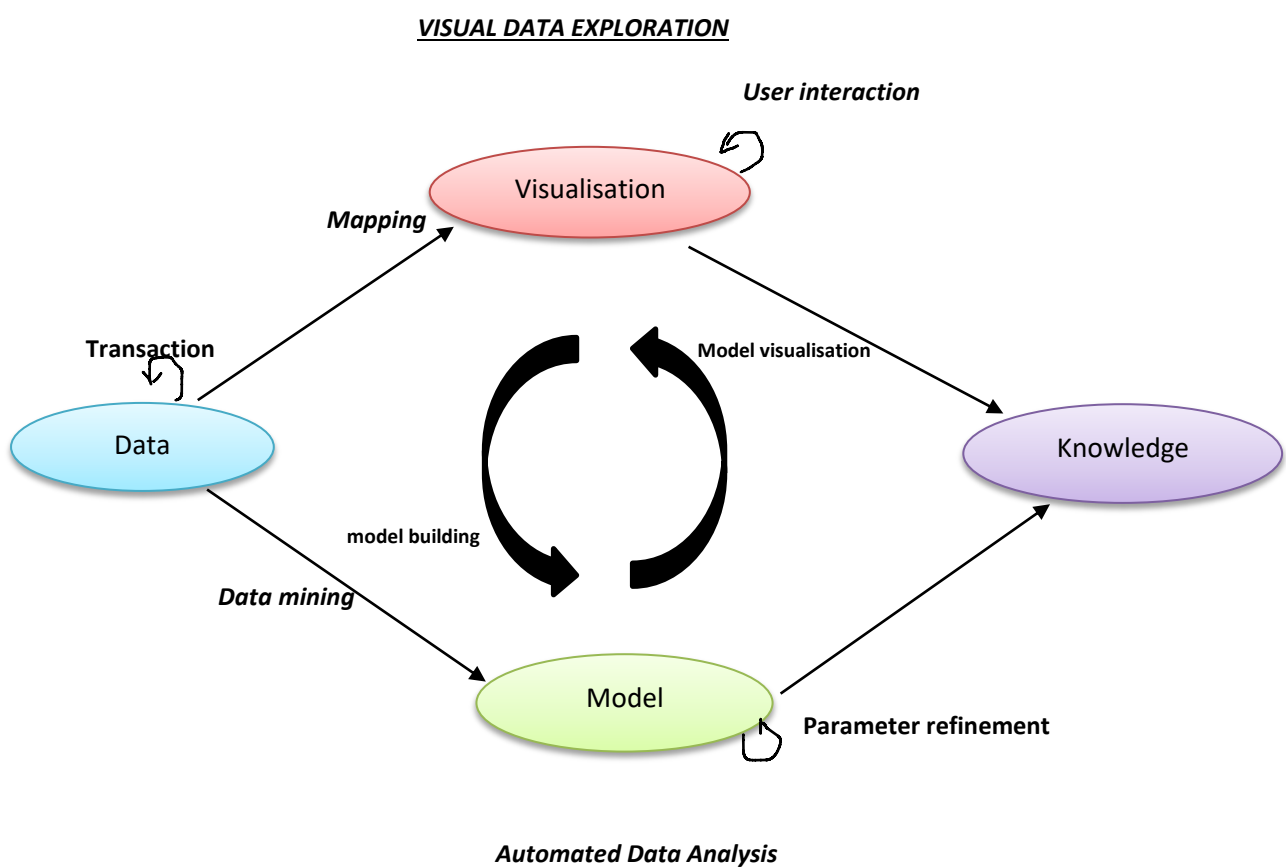 VISUAL DATA EXPLORATION
User interaction
Visualisation
Mapping
Transaction
Model visualisation
Data
Knowledge
model building
Data mining
Model
Parameter refinement
Automated Data Analysis